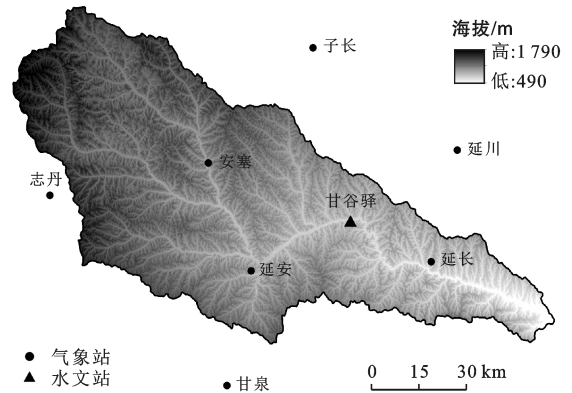 子长
海拔/m
高:1 790
低:490
延川
安塞
志丹
甘谷驿
延长
延安
气象站
水文站
甘泉
0 15 30 km